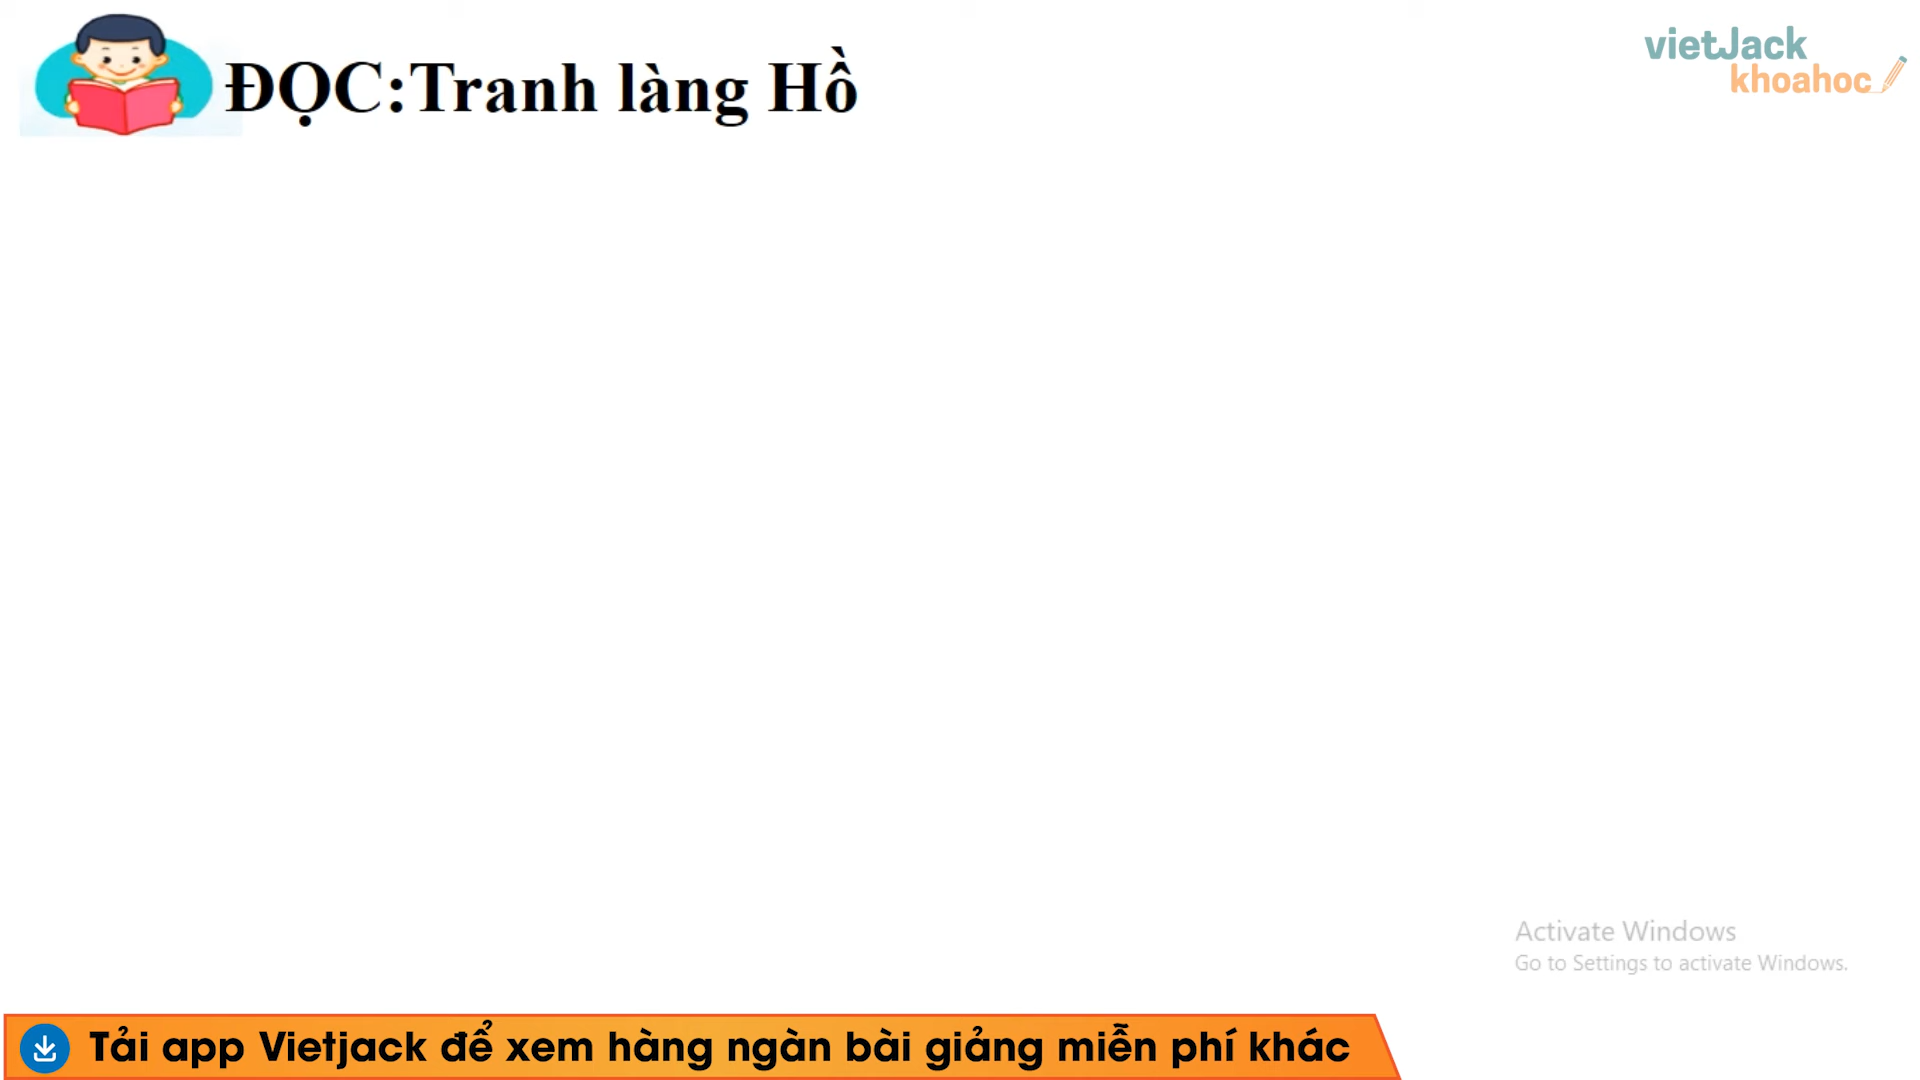 ĐỌC:Tranh làng Hồ
vietJack
khoahoc
Activate Windows
Go to Settings to activate Windows.
Tải app Vietjack để xem hàng ngàn bài giảng miễn phí khác